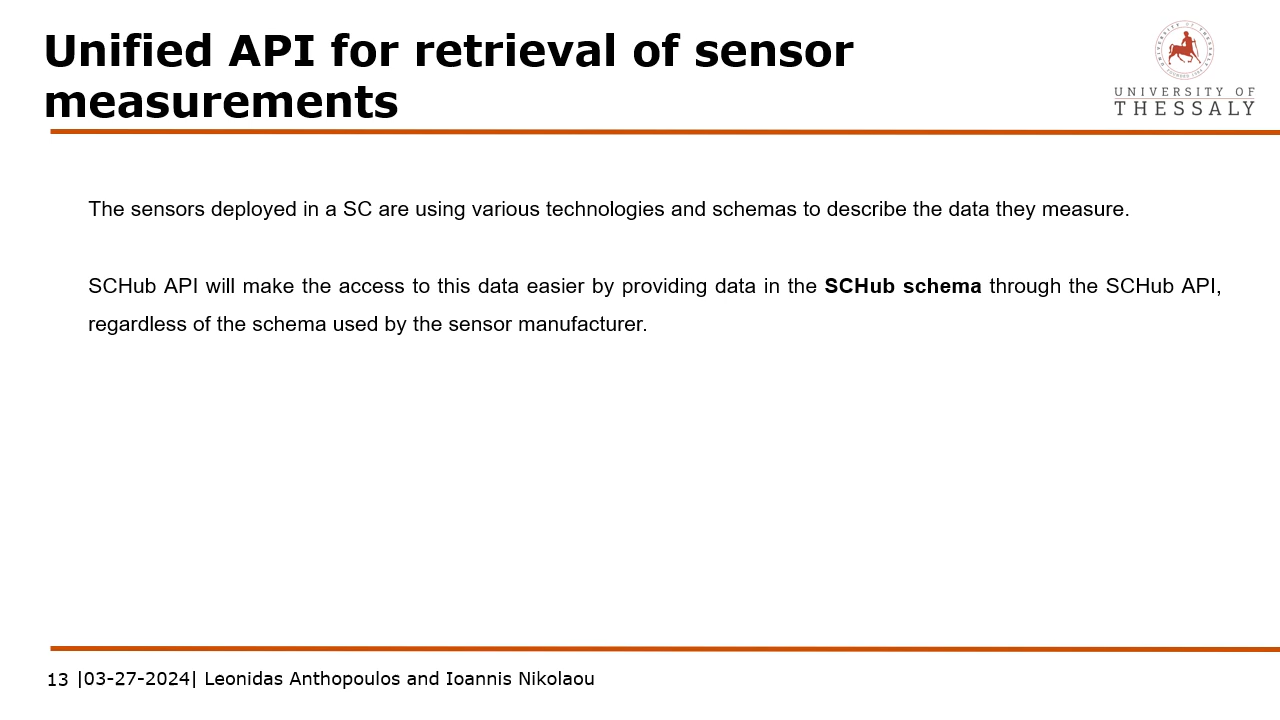 Unified API for retrieval of sensor
measurements
UNIVERSITY OF
THESSALY
The sensors deployed in a SC are using various technologies and schemas to describe the data they measure.
SCHub API will make the access to this data easier by providing data in the SCHub schema through the SCHub API,
regardless of the schema used by the sensor manufacturer.
13 |03-27-2024| Leonidas Anthopoulos and Ioannis Nikolaou